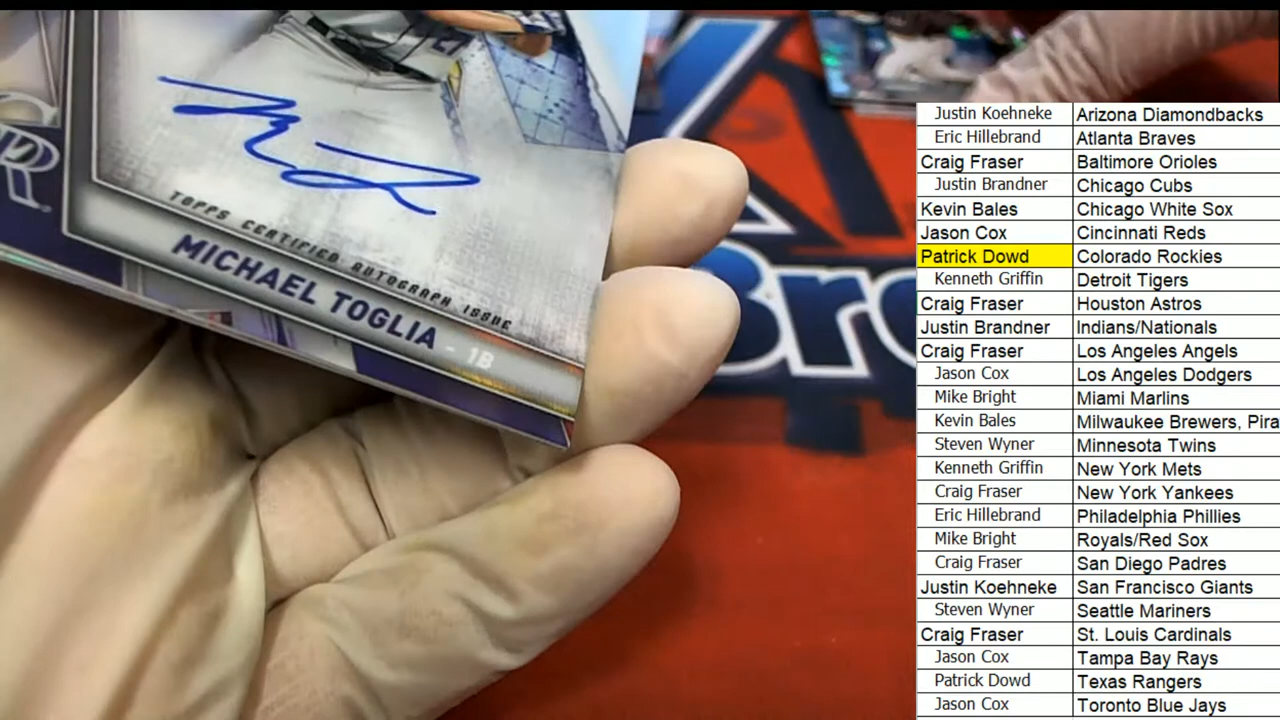 TOPPS CERTIFIED AUTOGRAPH ISSUE
MICHAEL TOGLIA - 1B
Bro
Justin Koehneke Arizona Diamondbacks
Eric Hillebrand Atlanta Braves
Craig Fraser Baltimore Orioles
Justin Brandner Chicago Cubs
Kevin Bales Chicago White Sox
Jason Cox Cincinnati Reds
Patrick Dowd Colorado Rockies
Kenneth Griffin Detroit Tigers
Craig Fraser Houston Astros
Justin Brandner Indians/Nationals
Craig Fraser Los Angeles Angels
Jason Cox Los Angeles Dodgers
Mike Bright Miami Marlins
Kevin Bales Milwaukee Brewers, Pira
Steven Wyner Minnesota Twins
Kenneth Griffin New York Mets
Craig Fraser New York Yankees
Eric Hillebrand Philadelphia Phillies
Mike Bright Royals/Red Sox
Craig Fraser San Diego Padres
Justin Koehneke San Francisco Giants
Steven Wyner Seattle Mariners
Craig Fraser St. Louis Cardinals
Jason Cox Tampa Bay Rays
Patrick Dowd Texas Rangers
Jason Cox Toronto Blue Jays